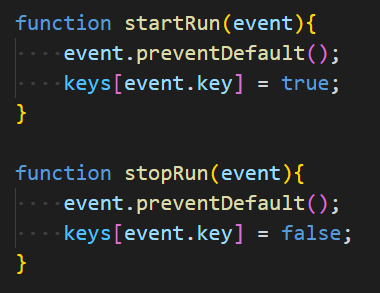 function startRun(event){
    event.preventDefault();
    keys[event.key] = true;
}

function stopRun(event){
    event.preventDefault();
    keys[event.key] = false;
}